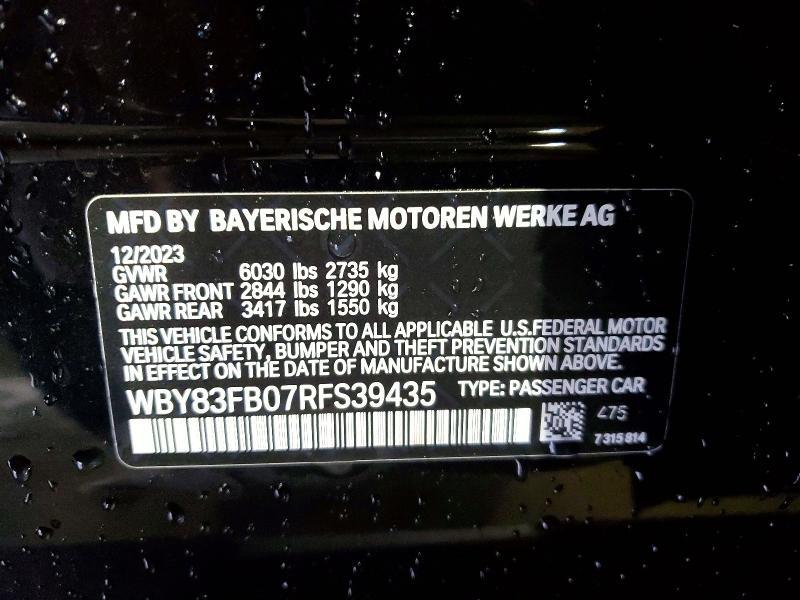 MFD BY BAYERISCHE MOTOREN WERKE AG
12/2023
GVWR 6030 lbs 2735 kg
GAWR FRONT 2844 lbs 1290 kg
GAWR REAR 3417 lbs 1550 kg
THIS VEHICLE CONFORMS TO ALL APPLICABLE U.S.FEDERAL MOTOR
VEHICLE SAFETY, BUMPER AND THEFT PREVENTION STANDARDS
IN EFFECT ON THE DATE OF MANUFACTURE SHOWN ABOVE.
WBY83FB07RFS39435 TYPE: PASSENGER CAR
475
7 315 814